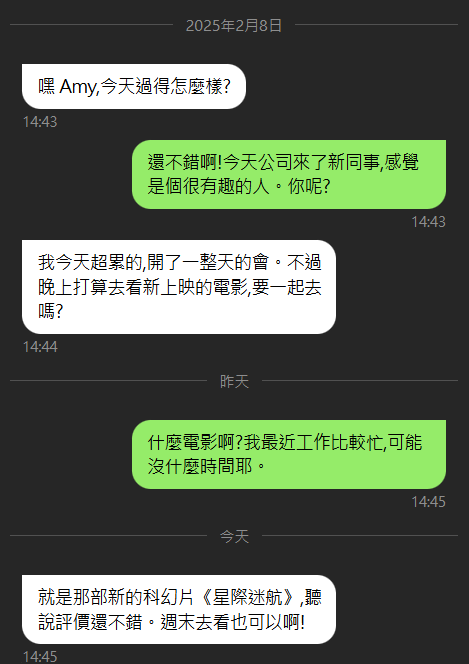 2025年2月8日
嘿 Amy,今天過得怎麼樣?
14:43
還不錯啊!今天公司來了新同事,感覺
是個很有趣的人。你呢?
14:43
我今天超累的,開了一整天的會。不過
晚上打算去看新上映的電影,要一起去
嗎?
14:44
昨天
什麼電影啊?我最近工作比較忙,可能
沒什麼時間耶。
14:45
今天
就是那部新的科幻片《星際迷航》,聽
說評價還不錯。週末去看也可以啊!
14:45